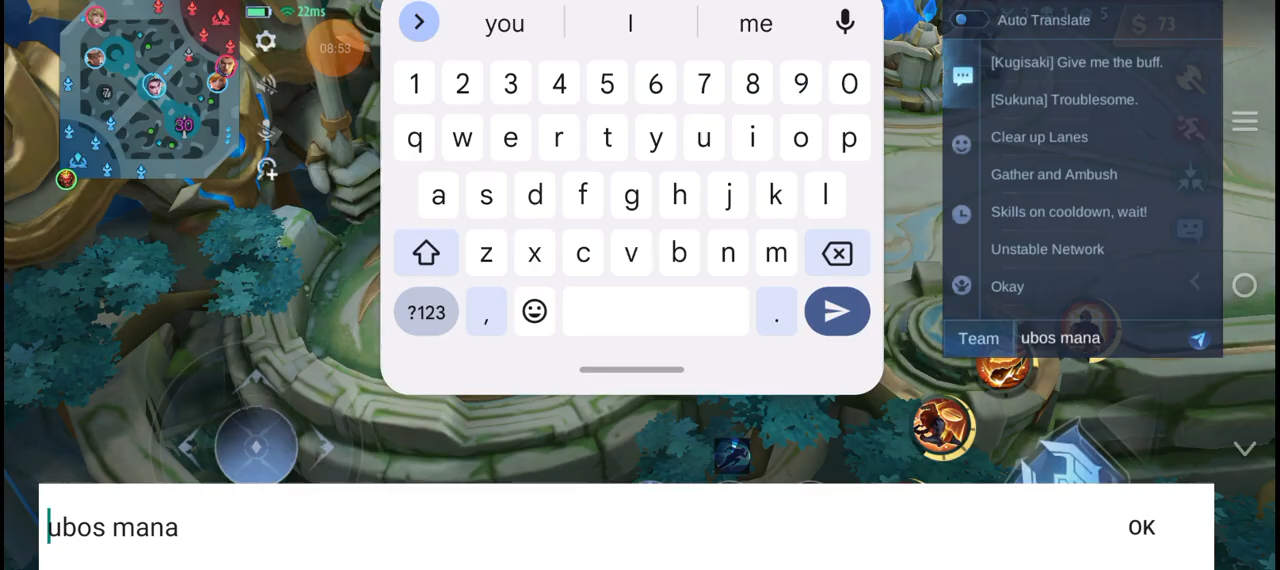 22ms
08:53
30
you I me
1 2 3 4 5 6 7 8 9 0
q w e r t y u i o p
a s d f g h j k l
z x c v b n m
?123 , .
Auto Translate
5 $ 73
[Kugisaki] Give me the buff.
[Sukuna] Troublesome.
Clear up Lanes
Gather and Ambush
Skills on cooldown, wait!
Unstable Network
Okay
Team ubos mana
ubos mana
OK